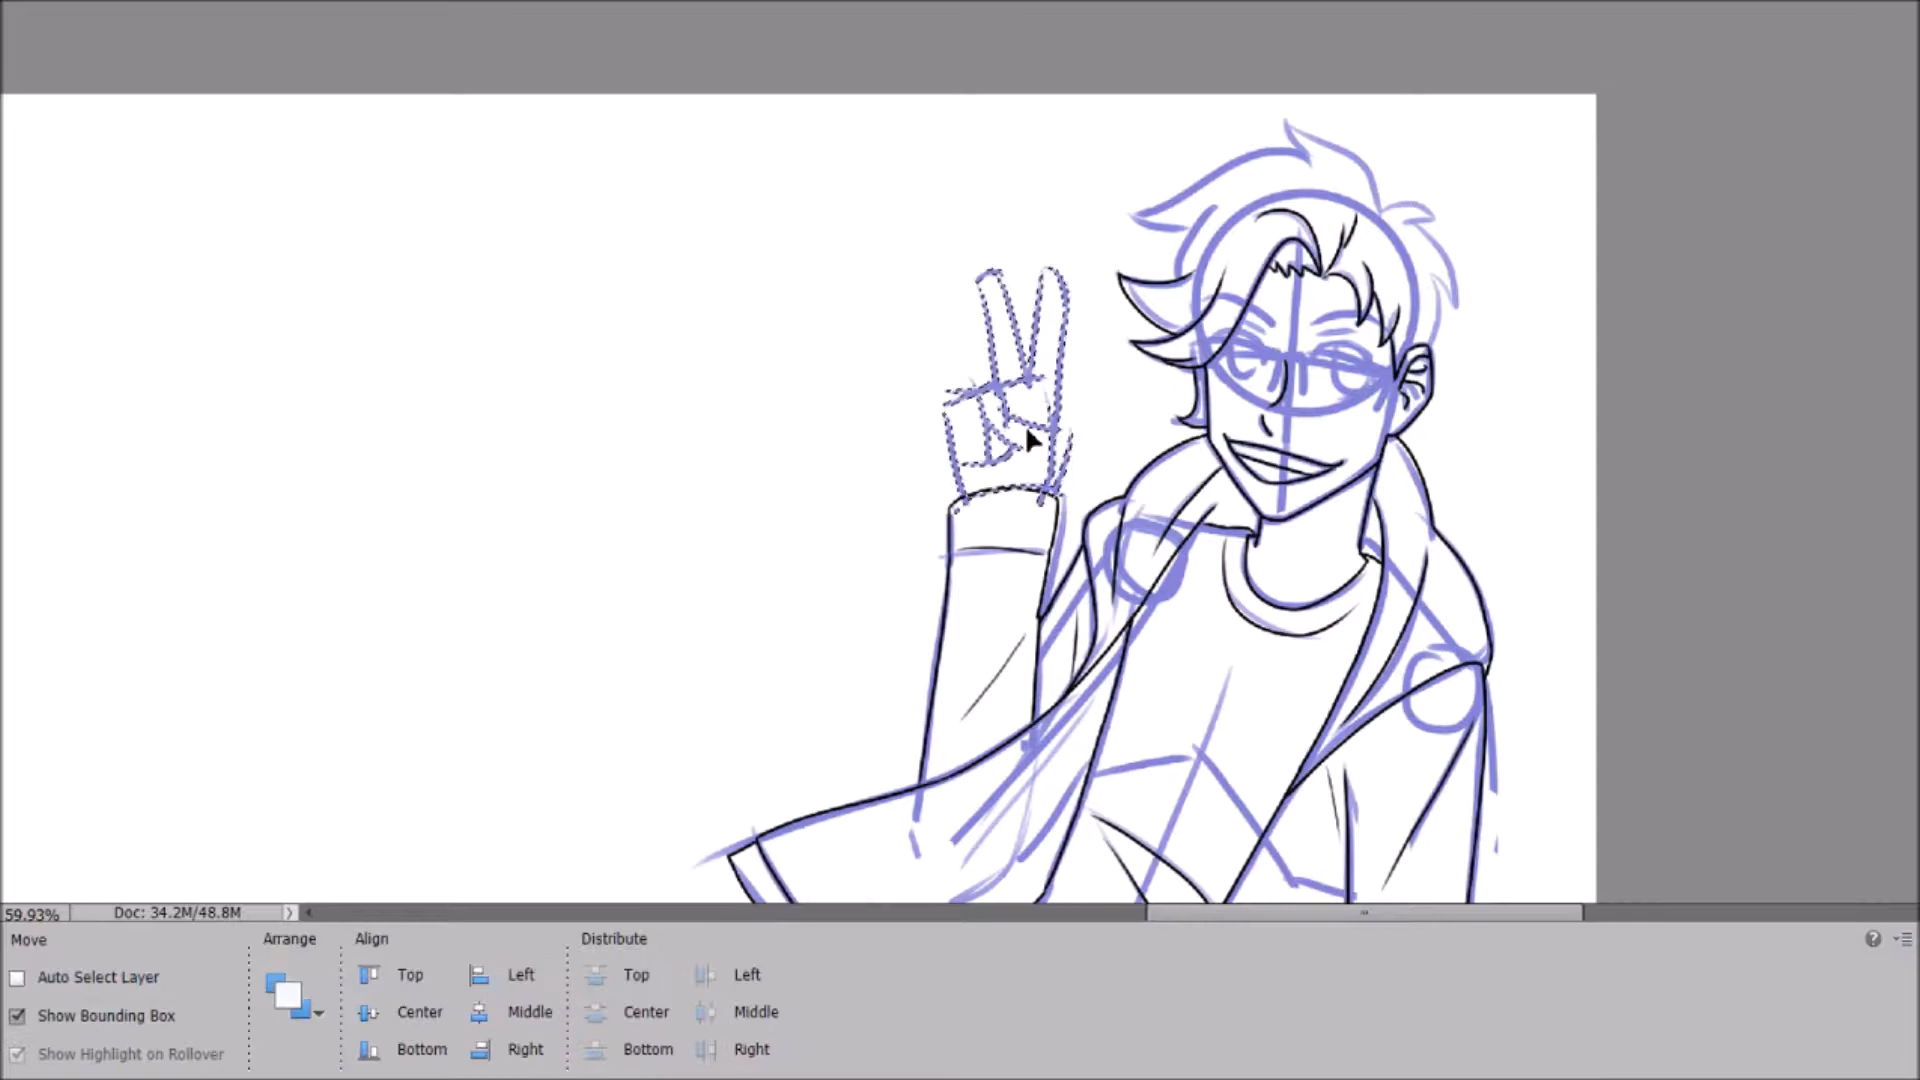 59.93% Doc: 34.2M/48.8M
Move Arrange Align Distribute
Auto Select Layer Top Left Top Left
Show Bounding Box Center Middle Center Middle
Show Highlight on Rollover Bottom Right Bottom Right